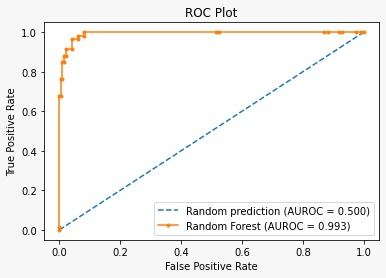 ROC Plot
True Positive Rate
1.0
0.8
0.6
0.4
0.2
0.0
Random prediction (AUROC = 0.500)
Random Forest (AUROC = 0.993)
0.0 0.2 0.4 0.6 0.8 1.0
False Positive Rate